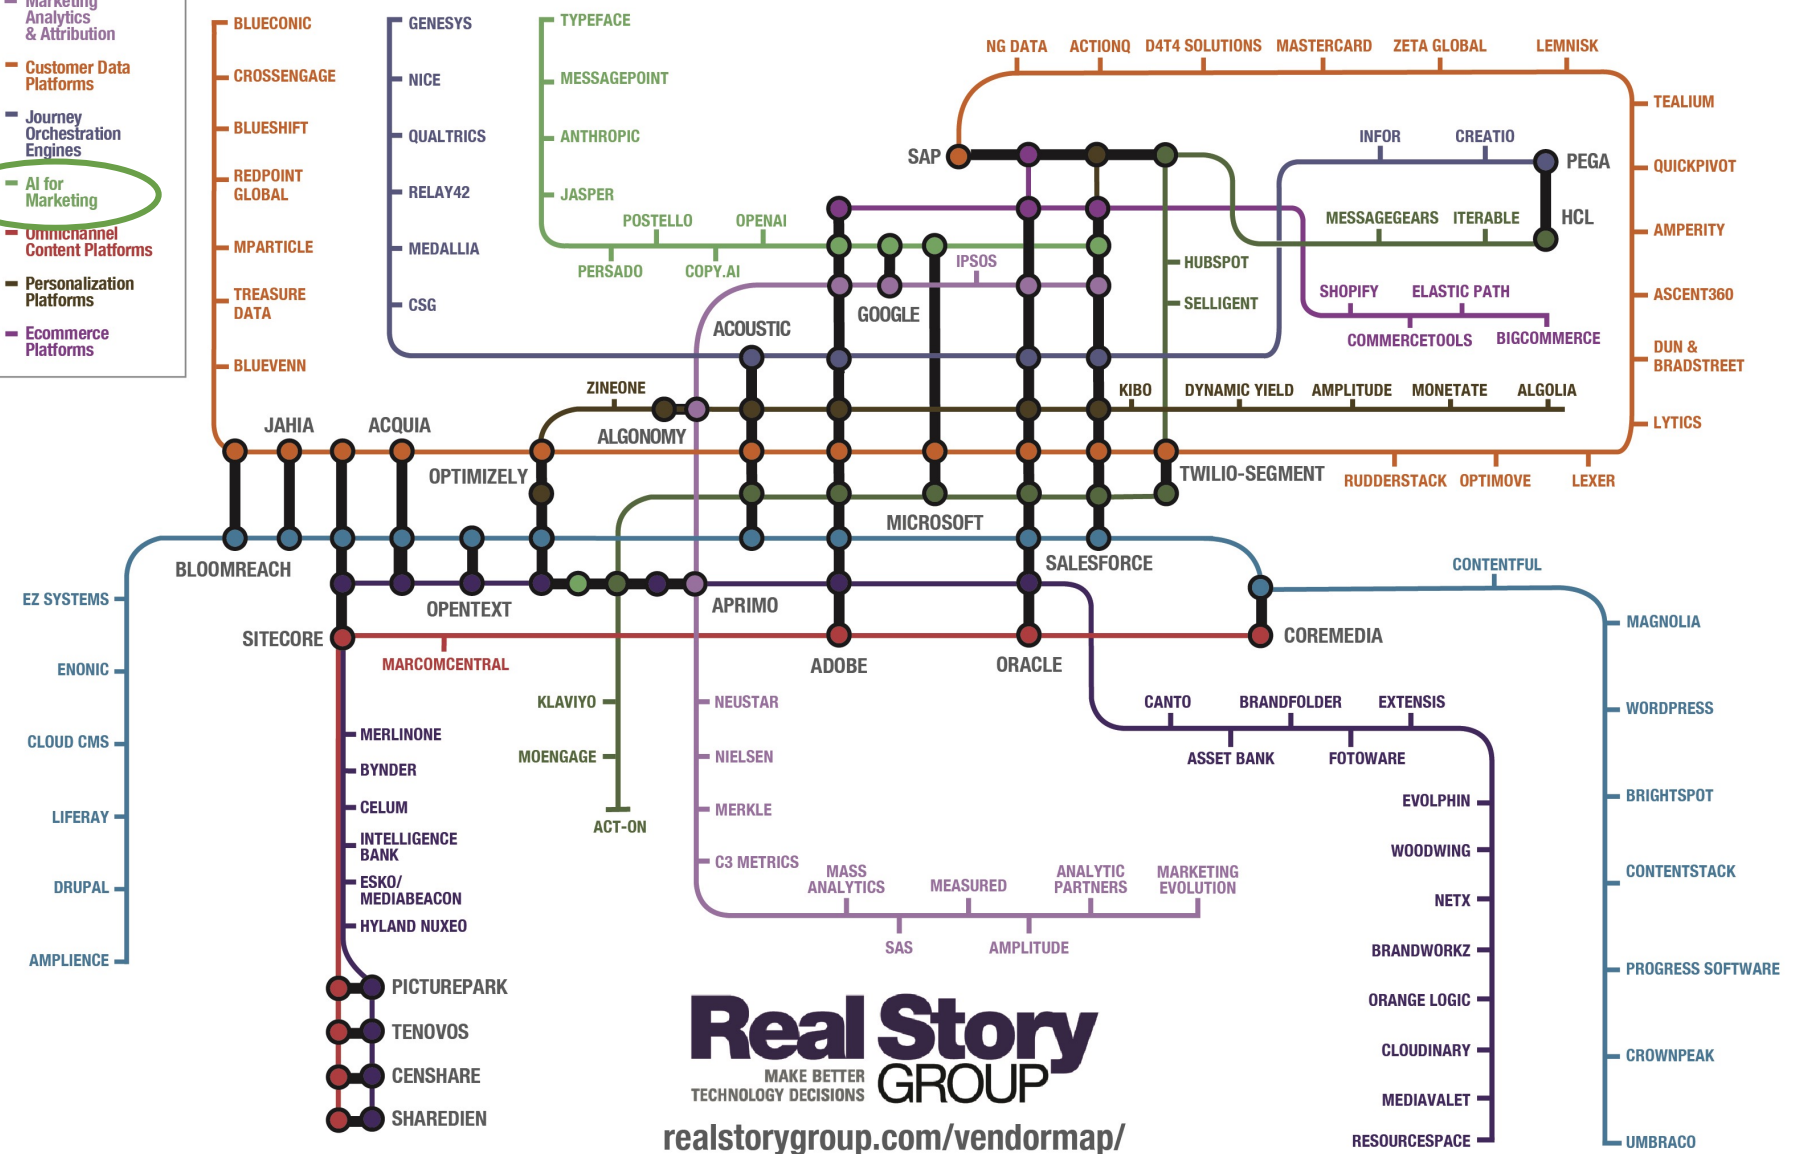 Marketing
Analytics
& Attribution
Customer Data
Platforms
Journey
Orchestration
Engines
AI for
Marketing
Omnichannel
Content Platforms
Personalization
Platforms
Ecommerce
Platforms
BLUECONIC
CROSSENGAGE
BLUESHIFT
REDPOINT
GLOBAL
MPARTICLE
TREASURE
DATA
BLUEVENN
GENESYS
NICE
QUALTRICS
RELAY42
MEDALLIA
CSG
TYPEFACE
MESSAGEPOINT
ANTHROPIC
JASPER
POSTELLO
OPENAI
PERSADO
COPY.AI
NG DATA
ACTIONQ
D4T4 SOLUTIONS
MASTERCARD
ZETA GLOBAL
LEMNISK
TEALIUM
QUICKPIVOT
AMPERITY
ASCENT360
DUN &
BRADSTREET
LYTICS
SAP
INFOR
CREATIO
PEGA
HCL
MESSAGEGEARS
ITERABLE
HUBSPOT
SELLIGENT
IPSOS
GOOGLE
SHOPIFY
ELASTIC PATH
COMMERCETOOLS
BIGCOMMERCE
ACOUSTIC
ZINEONE
ALGONOMY
KIBO
DYNAMIC YIELD
AMPLITUDE
MONETATE
ALGOLIA
JAHIA
ACQUIA
OPTIMIZELY
TWILIO-SEGMENT
RUDDERSTACK
OPTIMOVE
LEXER
MICROSOFT
BLOOMREACH
SALESFORCE
CONTENTFUL
OPENTEXT
APRIMO
SITECORE
MARCOMCENTRAL
ADOBE
ORACLE
COREMEDIA
EZ SYSTEMS
ENONIC
CLOUD CMS
LIFERAY
DRUPAL
AMPLIENCE
MERLINONE
BYNDER
CELUM
INTELLIGENCE
BANK
ESKO/
MEDIABEACON
HYLAND NUXEO
PICTUREPARK
TENOVOS
CENSHARE
SHAREDIEN
KLAVIYO
MOENGAGE
ACT-ON
NEUSTAR
NIELSEN
MERKLE
C3 METRICS
MASS
ANALYTICS
MEASURED
ANALYTIC
PARTNERS
MARKETING
EVOLUTION
SAS
AMPLITUDE
CANTO
BRANDFOLDER
EXTENSIS
ASSET BANK
FOTOWARE
EVOLPHIN
WOODWING
NETX
BRANDWORKZ
ORANGE LOGIC
CLOUDINARY
MEDIAVALET
RESOURCESPACE
MAGNOLIA
WORDPRESS
BRIGHTSPOT
CONTENTSTACK
PROGRESS SOFTWARE
CROWNPEAK
UMBRACO
Real Story
GROUP
MAKE BETTER
TECHNOLOGY DECISIONS
realstorygroup.com/vendormap/